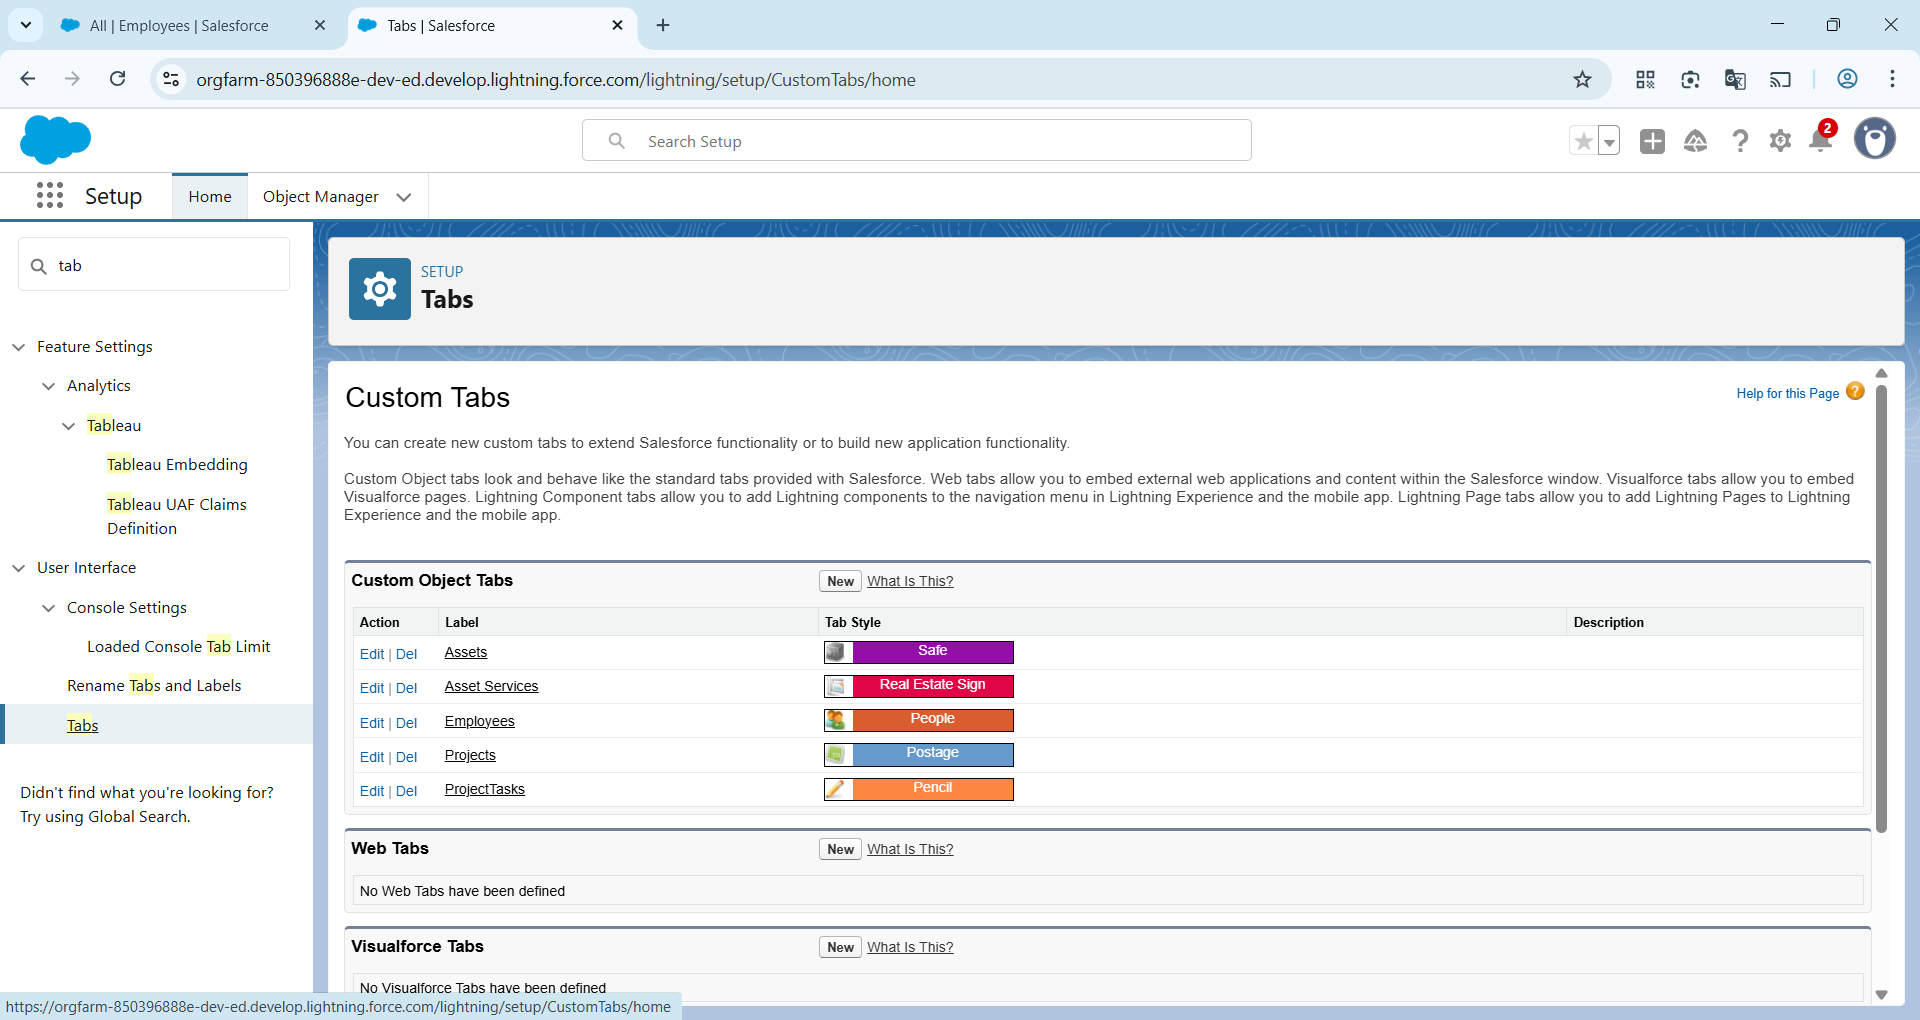 All | Employees | Salesforce
Tabs | Salesforce
orgfarm-850396888e-dev-ed.develop.lightning.force.com/lightning/setup/CustomTabs/home
Search Setup
2
Setup
Home
Object Manager
tab
Feature Settings
Analytics
Tableau
Tableau Embedding
Tableau UAF Claims
Definition
User Interface
Console Settings
Loaded Console Tab Limit
Rename Tabs and Labels
Tabs
Didn't find what you're looking for?
Try using Global Search.
SETUP
Tabs
Custom Tabs
Help for this Page ?
You can create new custom tabs to extend Salesforce functionality or to build new application functionality.
Custom Object tabs look and behave like the standard tabs provided with Salesforce. Web tabs allow you to embed external web applications and content within the Salesforce window. Visualforce tabs allow you to embed
Visualforce pages. Lightning Component tabs allow you to add Lightning components to the navigation menu in Lightning Experience and the mobile app. Lightning Page tabs allow you to add Lightning Pages to Lightning
Experience and the mobile app.
Custom Object Tabs New What Is This?
Action Label Tab Style Description
Edit | Del Assets Safe
Edit | Del Asset Services Real Estate Sign
Edit | Del Employees People
Edit | Del Projects Postage
Edit | Del ProjectTasks Pencil
Web Tabs New What Is This?
No Web Tabs have been defined
Visualforce Tabs New What Is This?
No Visualforce Tabs have been defined
https://orgfarm-850396888e-dev-ed.develop.lightning.force.com/lightning/setup/CustomTabs/home